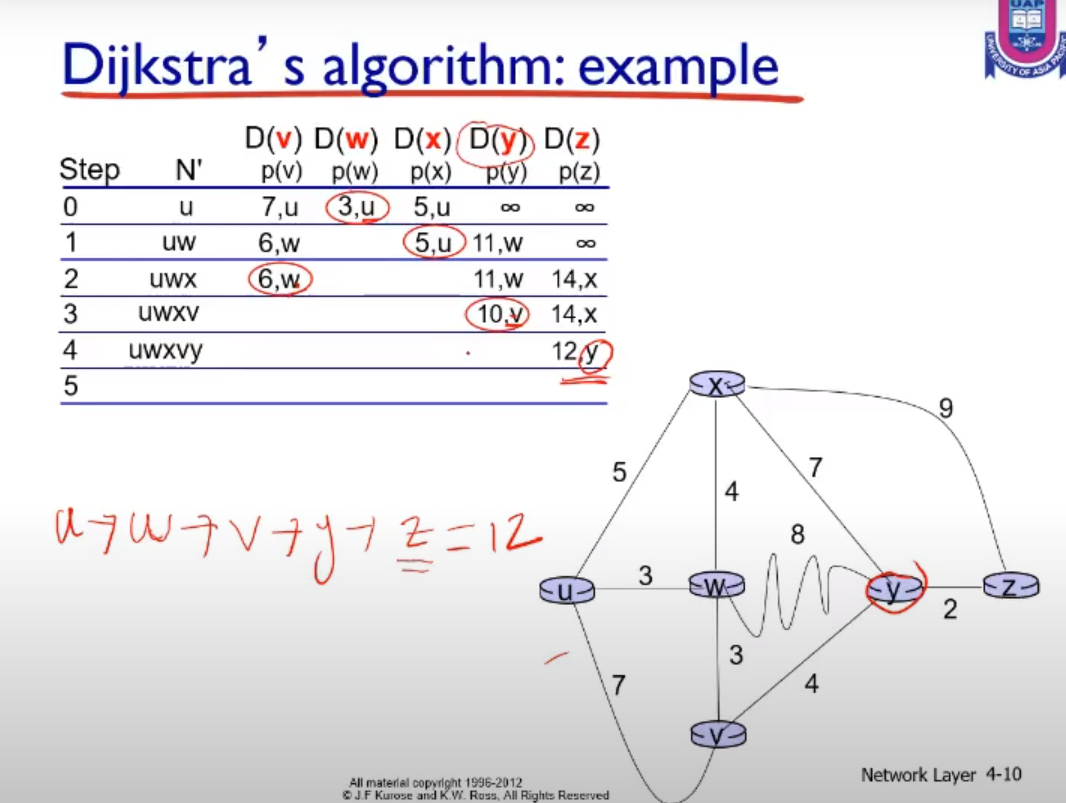 UAP
UNIVERSITY OF ASIA PACIFIC
Dijkstra's algorithm: example
D(v) D(w) D(x) D(y) D(z)
Step N' p(v) p(w) p(x) p(y) p(z)
0 u 7,u 3,u 5,u ∞ ∞
1 uw 6,w 5,u 11,w ∞
2 uwx 6,w 11,w 14,x
3 uwxv 10,v 14,x
4 uwxvy 12,y
5
x
9
5
7
4
8
u
3
w
y
z
2
3
7
4
v
u→w→v→y→z=12
Network Layer 4-10
All material copyright 1996-2012
© J.F Kurose and K.W. Ross, All Rights Reserved